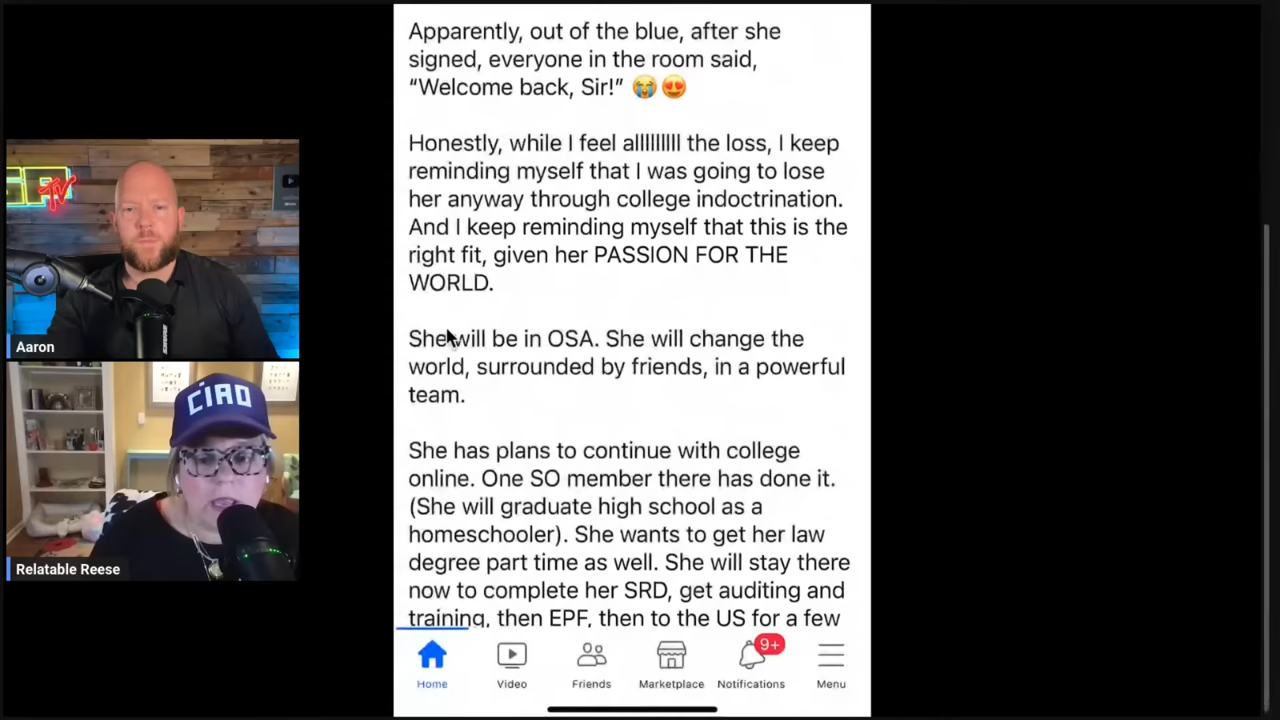 Apparently, out of the blue, after she
signed, everyone in the room said,
“Welcome back, Sir!” 😭😍
Honestly, while I feel alllllllll the loss, I keep
reminding myself that I was going to lose
her anyway through college indoctrination.
And I keep reminding myself that this is the
right fit, given her PASSION FOR THE
WORLD.
She will be in OSA. She will change the
world, surrounded by friends, in a powerful
team.
She has plans to continue with college
online. One SO member there has done it.
(She will graduate high school as a
homeschooler). She wants to get her law
degree part time as well. She will stay there
now to complete her SRD, get auditing and
training, then EPF, then to the US for a few
9+
Home
Video
Friends
Marketplace
Notifications
Menu
TV
Aaron
CIAO
Relatable Reese